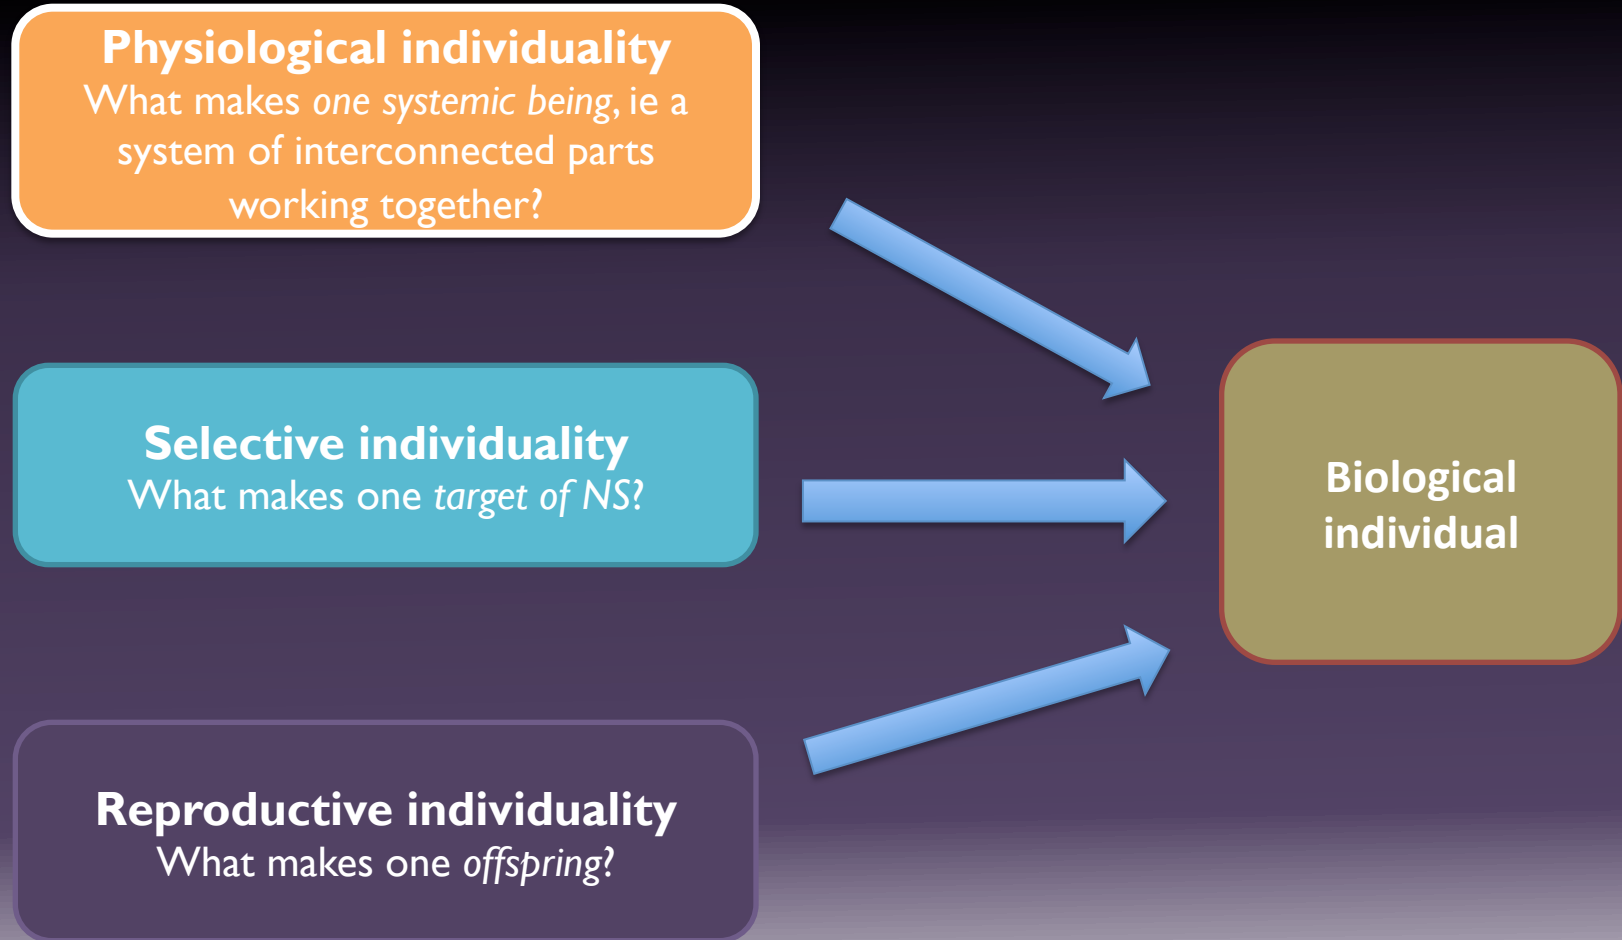 Physiological individuality
What makes one systemic being, ie a
system of interconnected parts
working together?
Selective individuality
What makes one target of NS?
Reproductive individuality
What makes one offspring?
Biological
individual